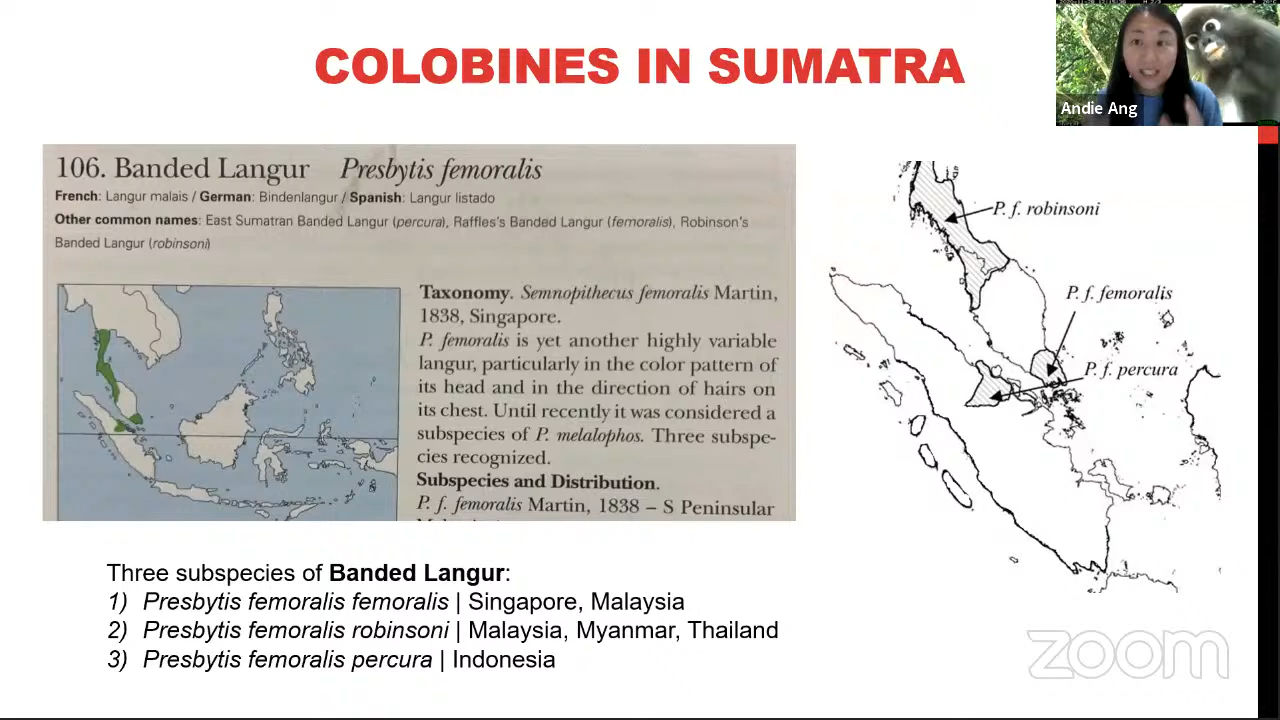 COLOBINES IN SUMATRA
Andie Ang
106. Banded Langur Presbytis femoralis
French: Langur malais / German: Bindenlangur / Spanish: Langur listado
Other common names: East Sumatran Banded Langur (percura), Raffles's Banded Langur (femoralis), Robinson's
Banded Langur (robinsoni)
Taxonomy. Semnopithecus femoralis Martin,
1838, Singapore.
P. femoralis is yet another highly variable
langur, particularly in the color pattern of
its head and in the direction of hairs on
its chest. Until recently it was considered a
subspecies of P. melalophos. Three subspe-
cies recognized.
Subspecies and Distribution.
P. f. femoralis Martin, 1838 – S Peninsular
P. f. robinsoni
P. f. femoralis
P. f. percura
Three subspecies of Banded Langur:
1) Presbytis femoralis femoralis | Singapore, Malaysia
2) Presbytis femoralis robinsoni | Malaysia, Myanmar, Thailand
3) Presbytis femoralis percura | Indonesia
zoom